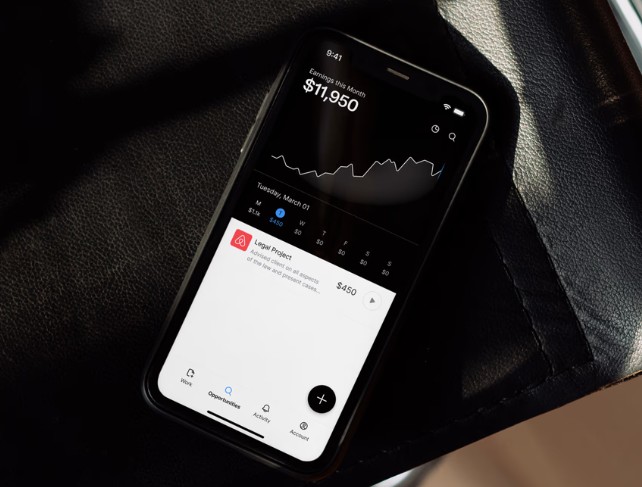 9:41
Earnings this Month
$11,950
Tuesday, March 01
M T W T F S S
$1.1k $450 $0 $0 $0 $0 $0
Legal Project
Advised client on all aspects
of the law and present cases...
$450
Work
Opportunities
Activity
Account